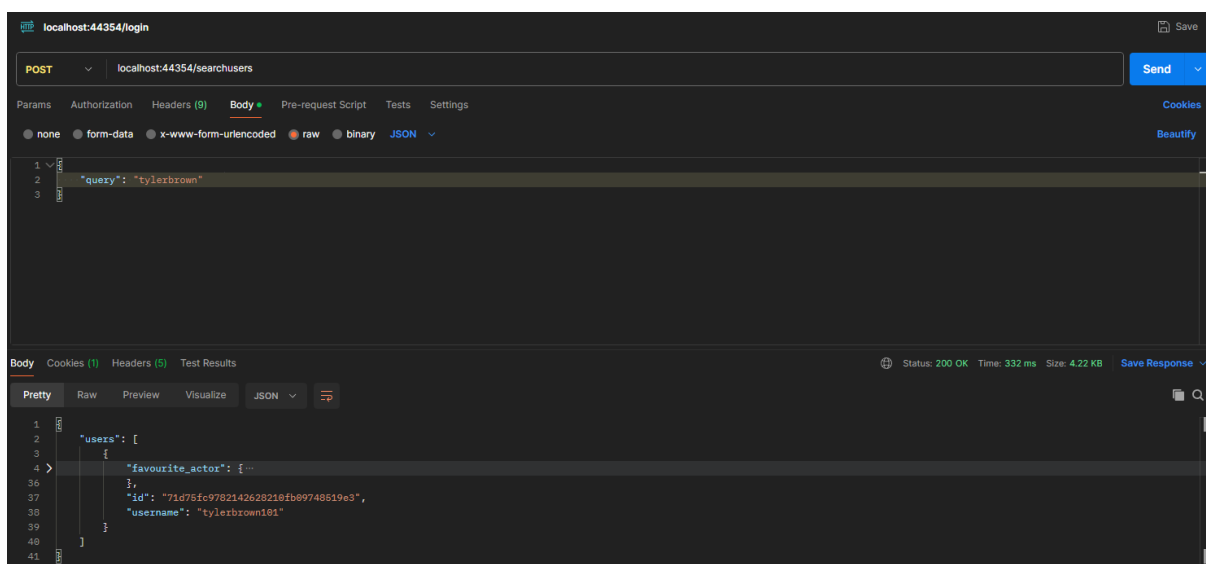 HTTP localhost:44354/login Save
POST localhost:44354/searchusers Send
Params Authorization Headers (9) Body Pre-request Script Tests Settings Cookies
none form-data x-www-form-urlencoded raw binary JSON Beautify
1 {
2 "query": "tylerbrown"
3 }
Body Cookies (1) Headers (5) Test Results Status: 200 OK Time: 332 ms Size: 4.22 KB Save Response
Pretty Raw Preview Visualize JSON
1 {
2 "users": [
3 {
4 "favourite_actor": {…
36 },
37 "id": "71d75fc9782142628210fb09748519e3",
38 "username": "tylerbrown101"
39 }
40 ]
41 }